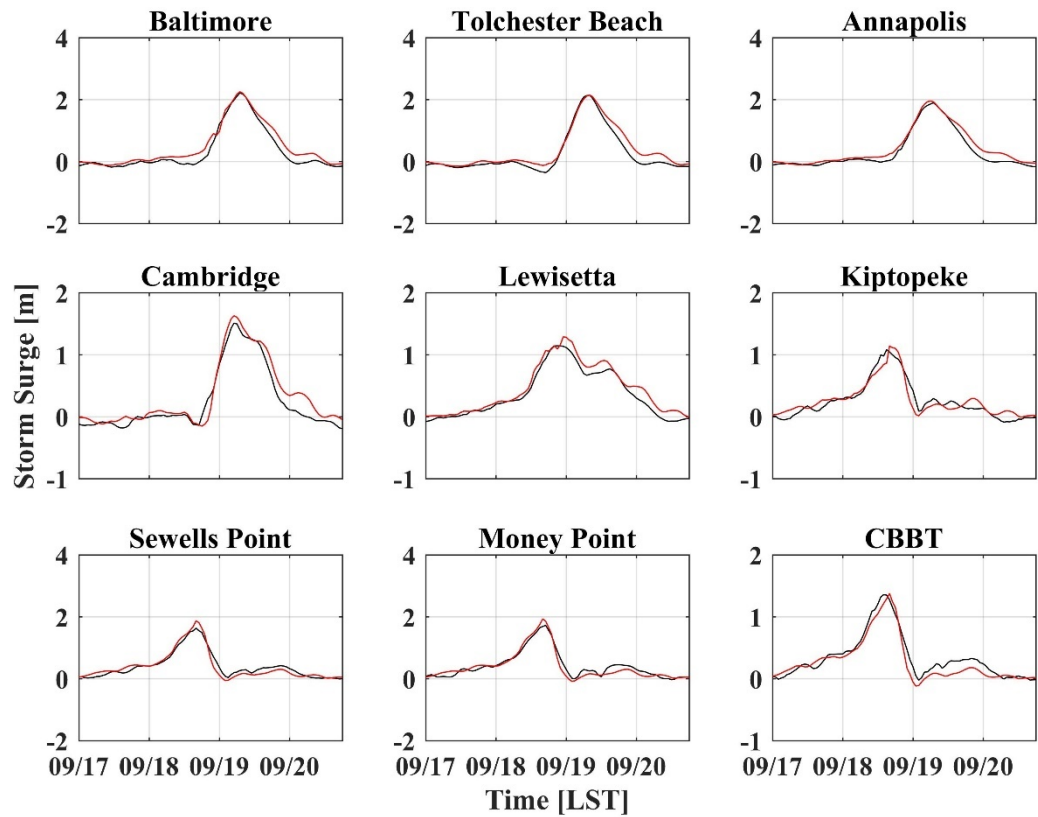 Baltimore Tolchester Beach Annapolis
4 4 4
2 2 2
0 0 0
-2 -2 -2
Cambridge Lewisetta Kiptopeke
2 2 2
1 1 1
0 0 0
-1 -1 -1
Storm Surge [m]
Sewells Point Money Point CBBT
4 4 2
2 2 1
0 0 0
-2 -2 -1
09/17 09/18 09/19 09/20 09/17 09/18 09/19 09/20 09/17 09/18 09/19 09/20
Time [LST]